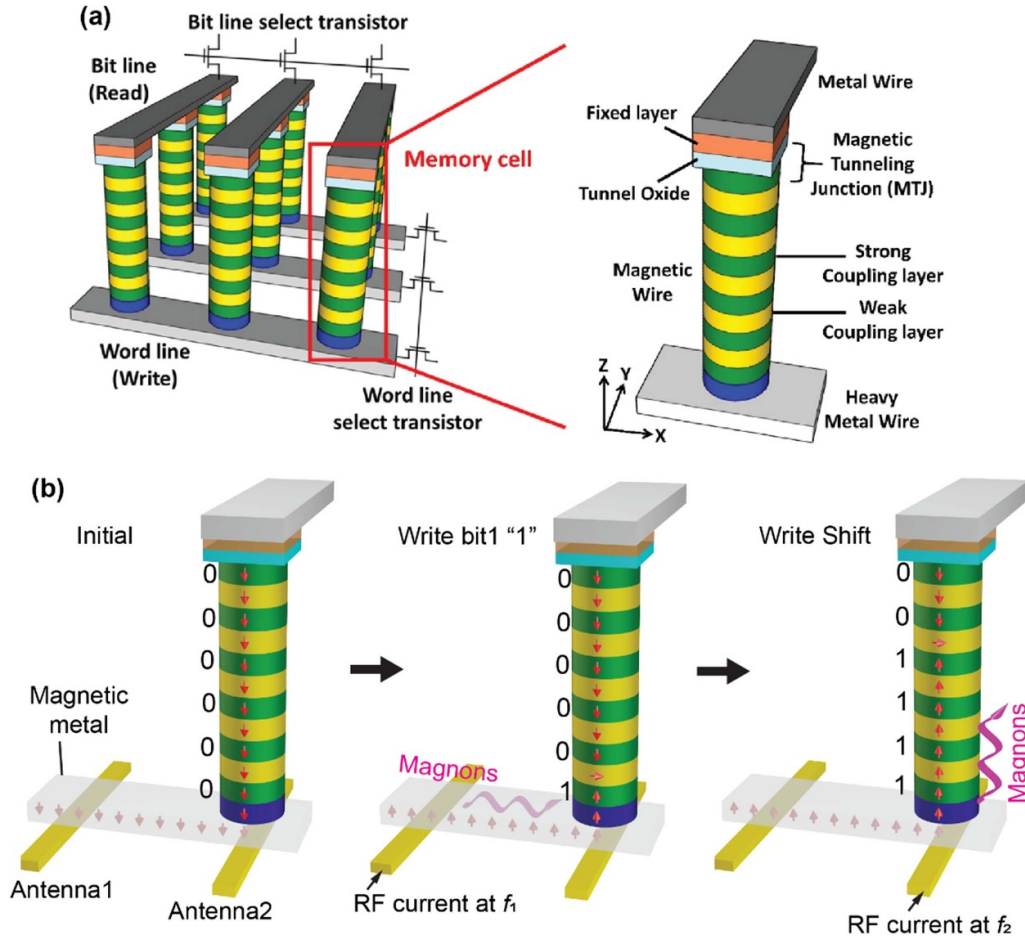 (a)
Bit line select transistor
Bit line
(Read)
Memory cell
Word line
(Write)
Word line
select transistor
Metal Wire
Fixed layer
Magnetic
Tunneling
Junction (MTJ)
Tunnel Oxide
Magnetic
Wire
Strong
Coupling layer
Weak
Coupling layer
Z
Y
X
Heavy
Metal Wire
(b)
Initial
0
0
0
0
0
0
Magnetic
metal
Antenna1
Antenna2
Write bit1 “1”
0
0
0
0
0
1
Magnons
RF current at f₁
Write Shift
0
0
1
1
1
1
Magnons
RF current at f₂